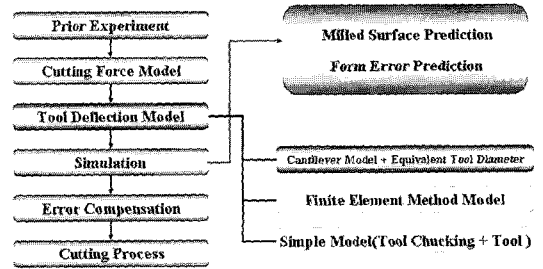 Prior Experiment
Cutting Force Model
Tool Deflection Model
Simulation
Error Compensation
Cutting Process
Milled Surface Prediction
Form Error Prediction
Cantilever Model + Equivalent Tool Diameter
Finite Element Method Model
Simple Model(Tool Chucking + Tool )